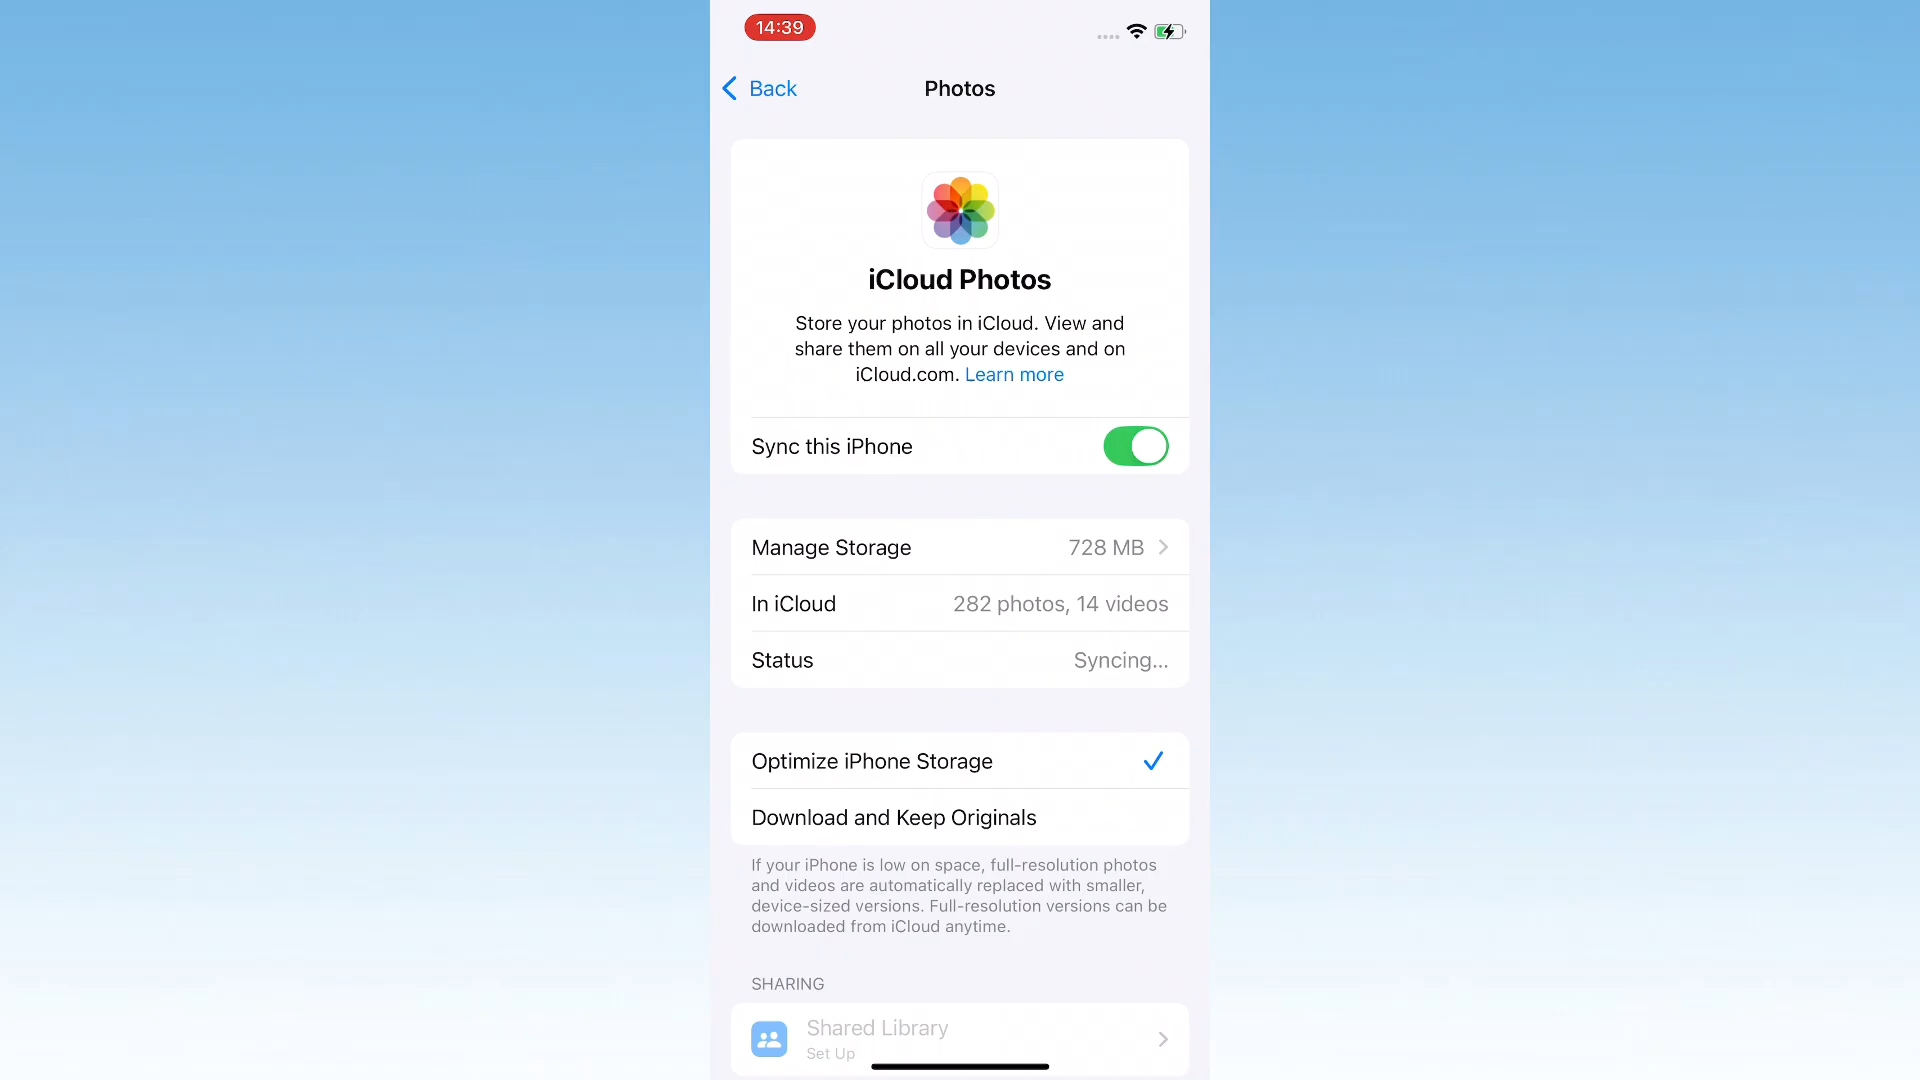 14:39
Back
Photos
iCloud Photos
Store your photos in iCloud. View and
share them on all your devices and on
iCloud.com. Learn more
Sync this iPhone
Manage Storage 728 MB
In iCloud 282 photos, 14 videos
Status Syncing...
Optimize iPhone Storage
Download and Keep Originals
If your iPhone is low on space, full-resolution photos
and videos are automatically replaced with smaller,
device-sized versions. Full-resolution versions can be
downloaded from iCloud anytime.
SHARING
Shared Library
Set Up